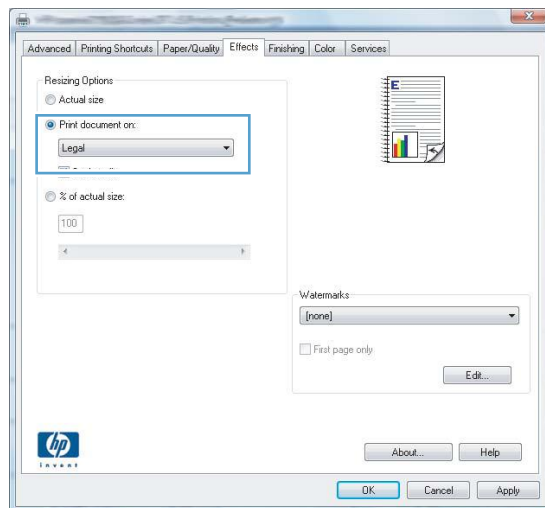 Advanced Printing Shortcuts Paper/Quality Effects Finishing Color Services
Resizing Options
Actual size
Print document on:
Legal
% of actual size:
100
E
Watermarks
[none]
First page only
Edit...
hp
invent
About... Help
OK Cancel Apply